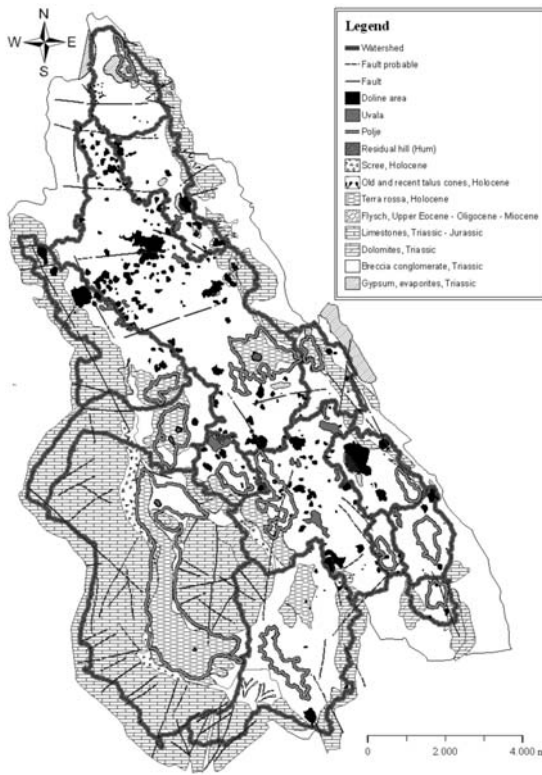 N
W E
S
Legend
Watershed
Fault probable
Fault
Doline area
Uvala
Polje
Residual hill (Hum)
Scree, Holocene
Old and recent talus cones, Holocene
Terra rossa, Holocene
Flysch, Upper Eocene - Oligocene - Miocene
Limestones, Triassic - Jurassic
Dolomites, Triassic
Breccia conglomerate, Triassic
Gypsum, evaporites, Triassic
0 2.000 4.000 m